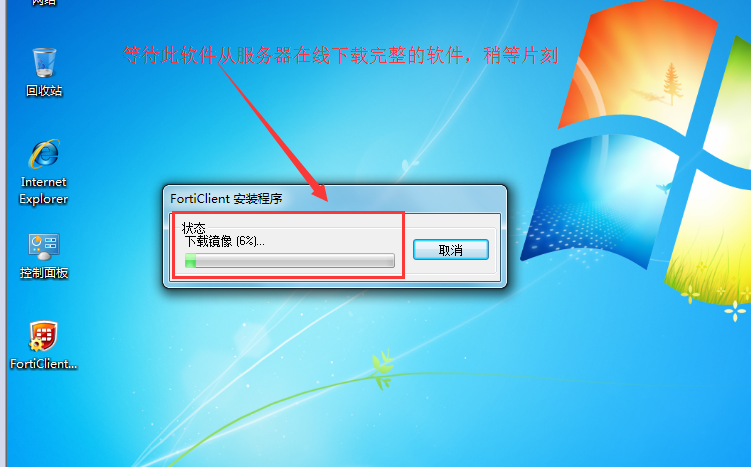 网络
等待此软件从服务器在线下载完整的软件，稍等片刻
回收站
Internet
Explorer
控制面板
FortiClient...
FortiClient 安装程序
状态
下载镜像 (6%)...
取消